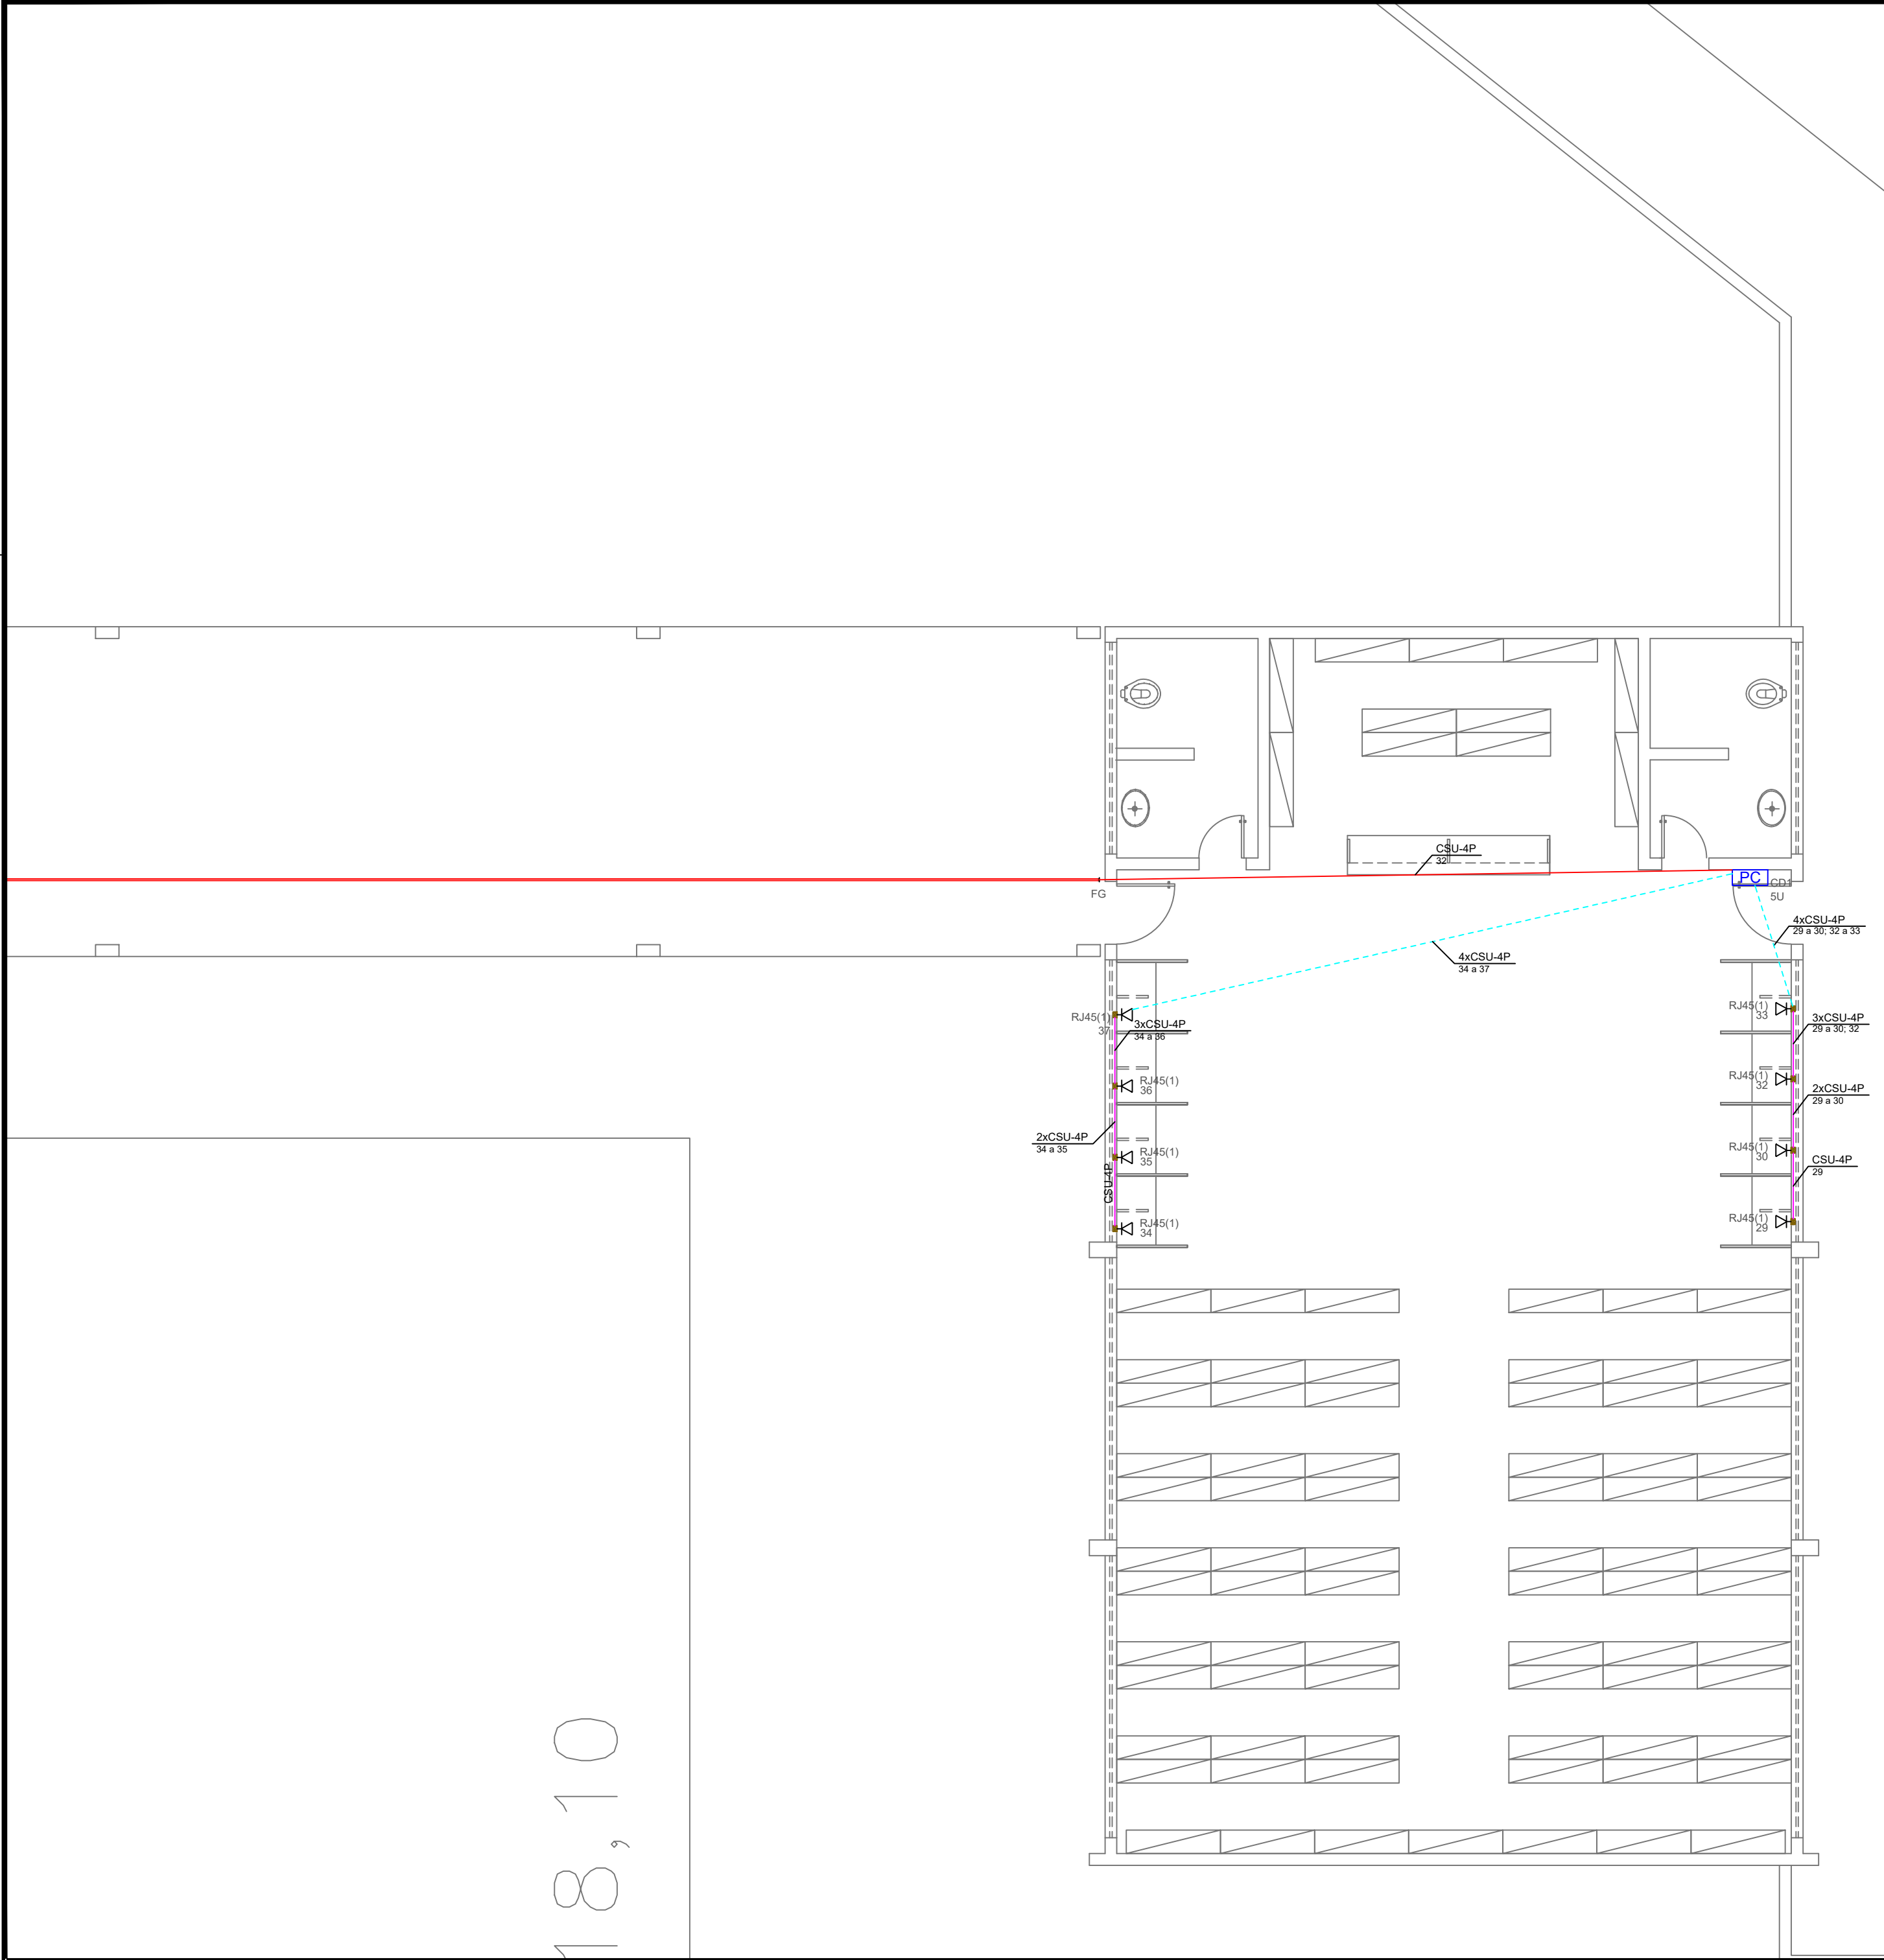 CSU-4P
32
PC
CD1
5U
FG
4xCSU-4P
29 a 30; 32 a 33
4xCSU-4P
34 a 37
RJ45(1)
37
3xCSU-4P
34 a 36
RJ45(1)
33
3xCSU-4P
29 a 30; 32
RJ45(1)
36
RJ45(1)
32
2xCSU-4P
29 a 30
2xCSU-4P
34 a 35
RJ45(1)
35
RJ45(1)
30
CSU-4P
29
CSU-4P
RJ45(1)
34
RJ45(1)
29
18,10